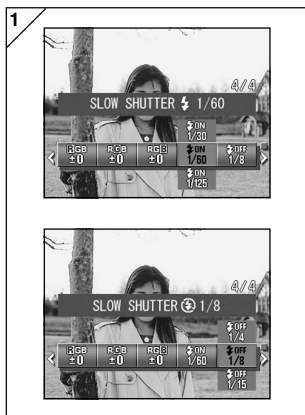 1
4/4
SLOW SHUTTER 1/60
ON
1/30
RGB RGB RGB ON OFF
±0 ±0 ±0 1/60 1/8
ON
1/125
4/4
SLOW SHUTTER 1/8
OFF
1/4
RGB RGB RGB ON OFF
±0 ±0 ±0 1/60 1/8
OFF
1/15